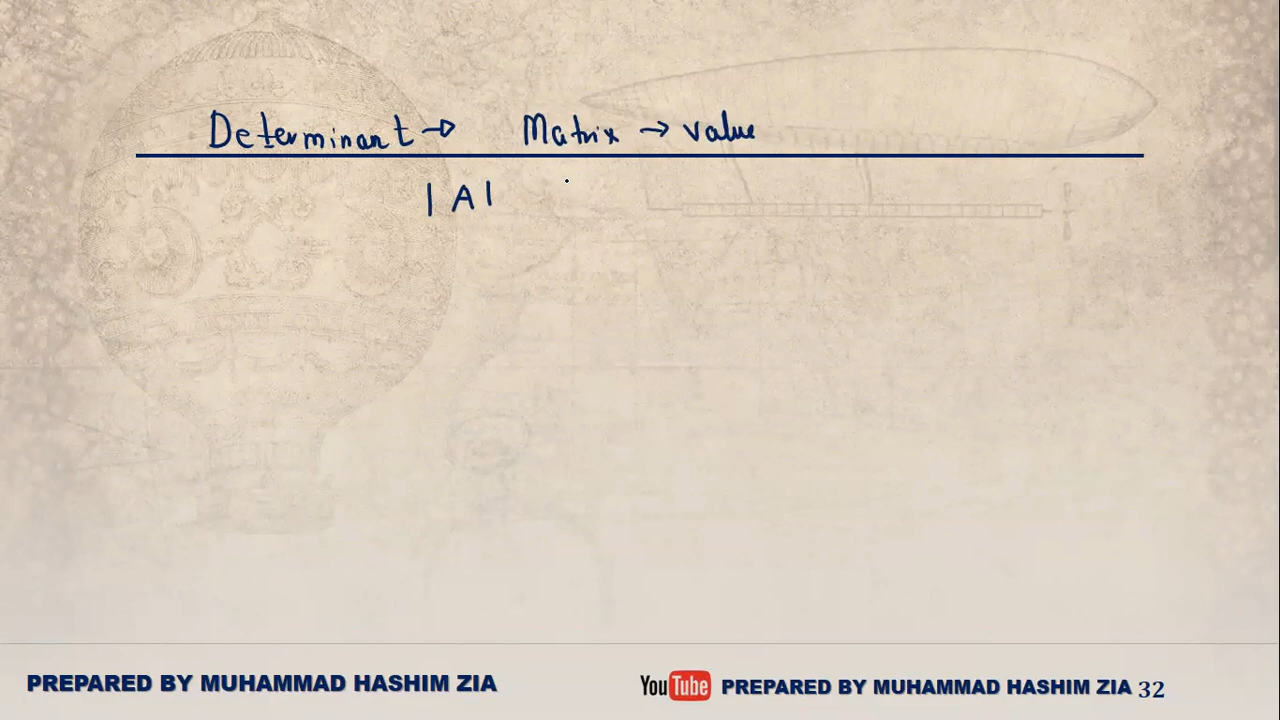 Determinant → Matrix → value
|A|
PREPARED BY MUHAMMAD HASHIM ZIA
YouTube PREPARED BY MUHAMMAD HASHIM ZIA 32